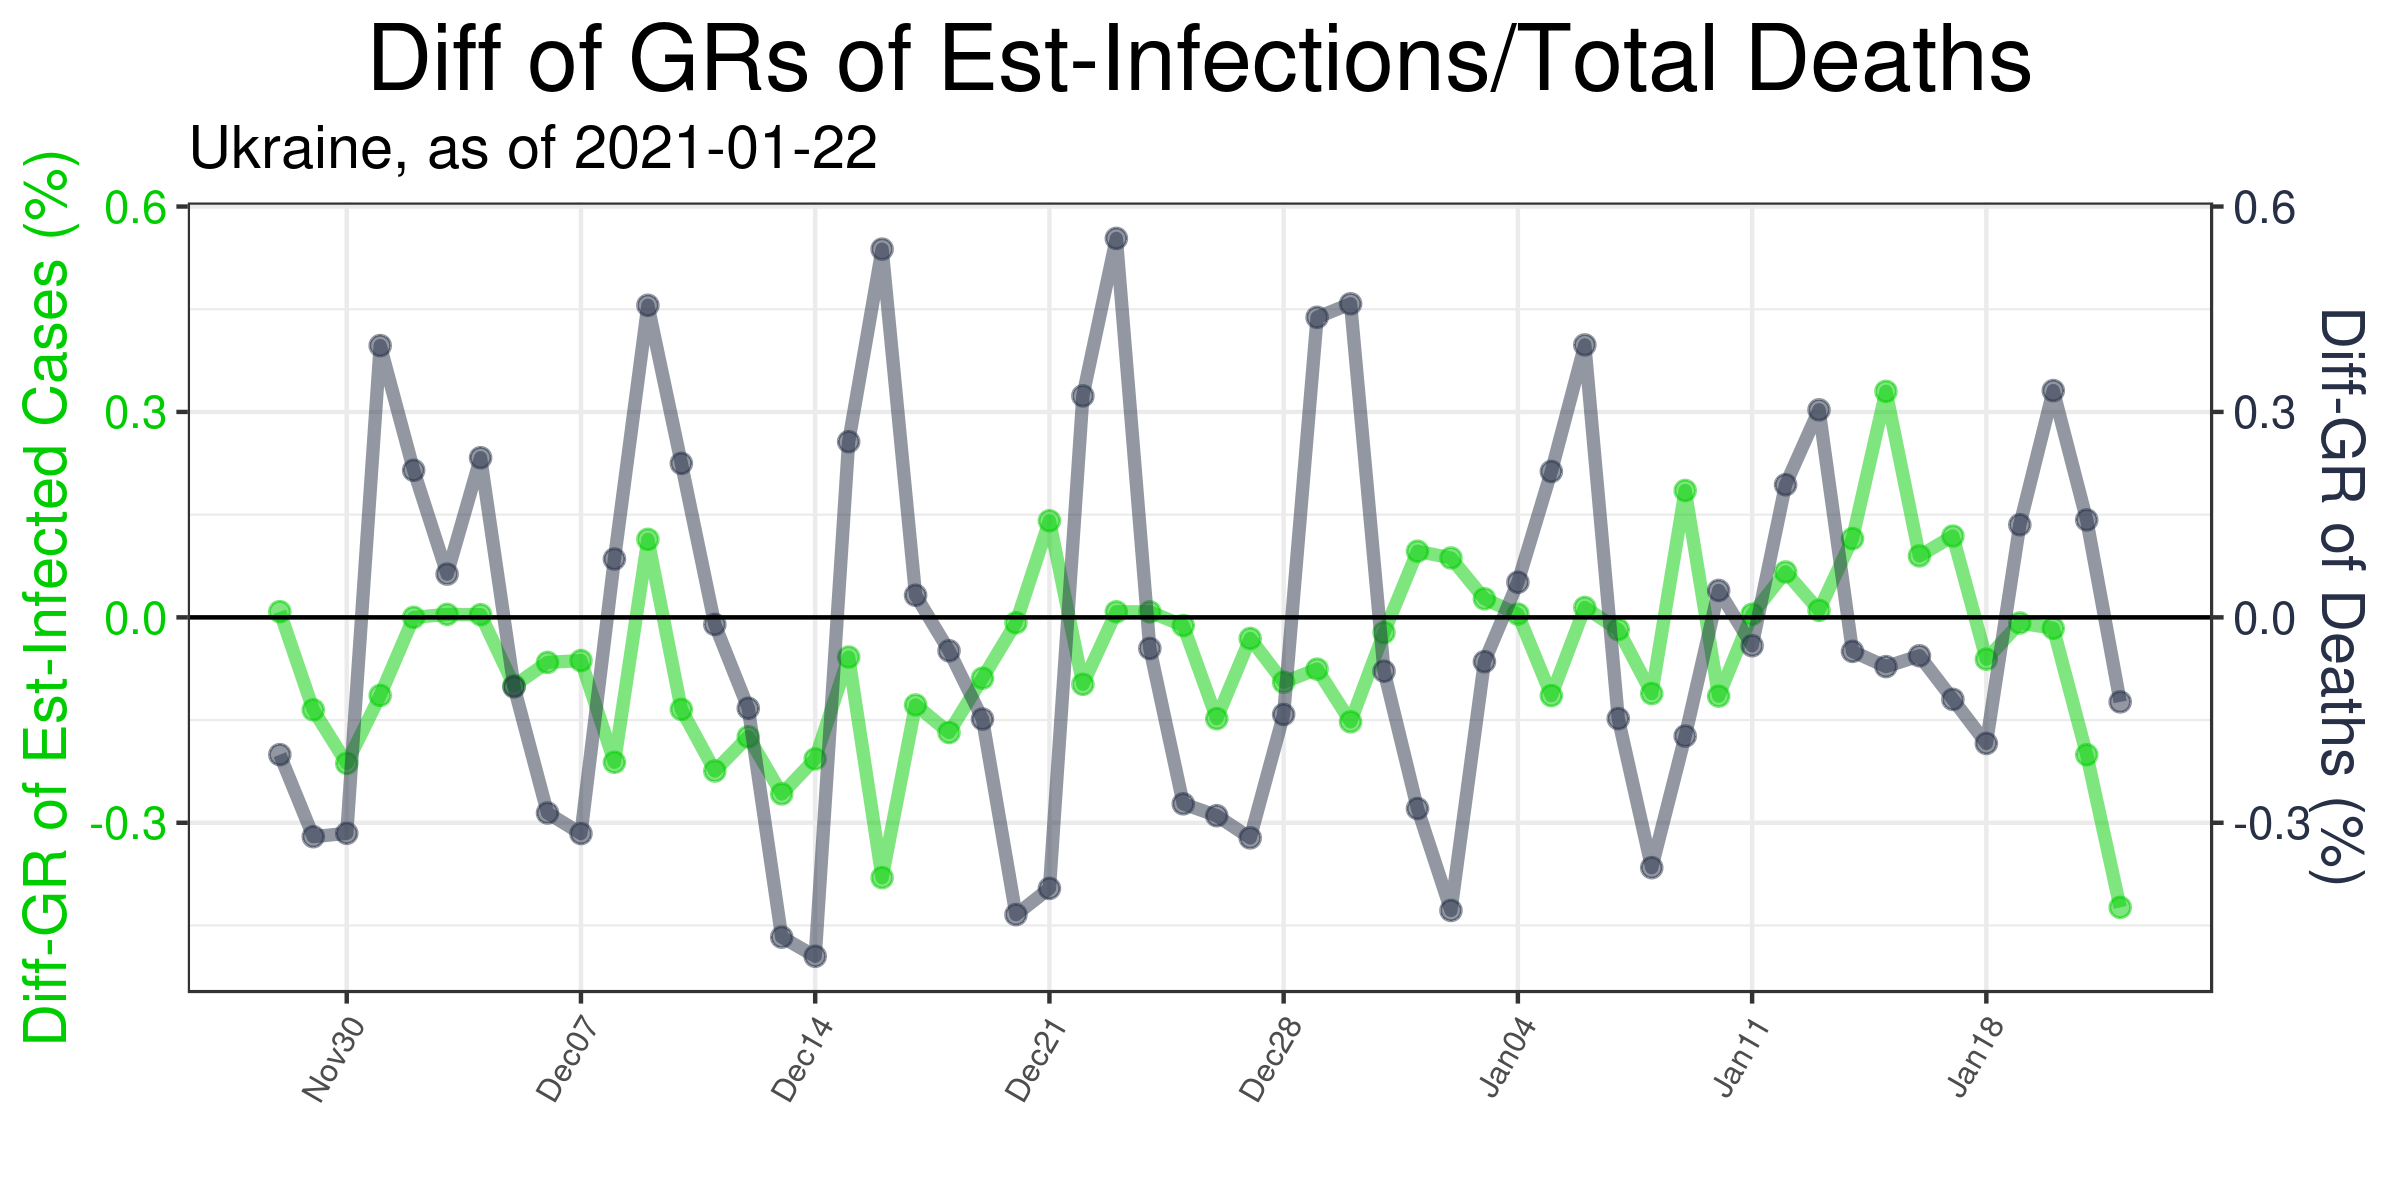 Diff of GRs of Est-Infections/Total Deaths
Ukraine, as of 2021-01-22
Diff-GR of Est-Infected Cases (%)
0.6
0.3
0.0
-0.3
0.6
0.3
0.0
-0.3
Diff-GR of Deaths (%)
Nov30
Dec07
Dec14
Dec21
Dec28
Jan04
Jan11
Jan18